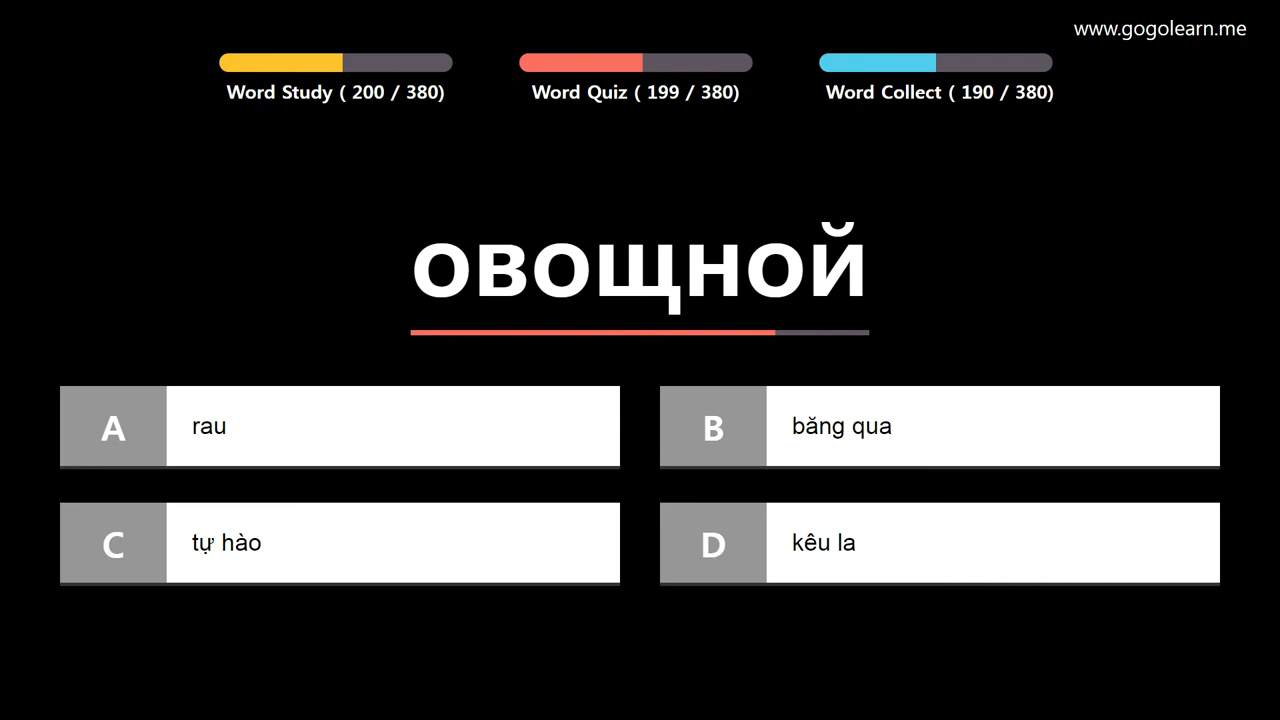 www.gogolearn.me
Word Study ( 200 / 380)
Word Quiz ( 199 / 380)
Word Collect ( 190 / 380)
овощной
A rau
B băng qua
C tự hào
D kêu la